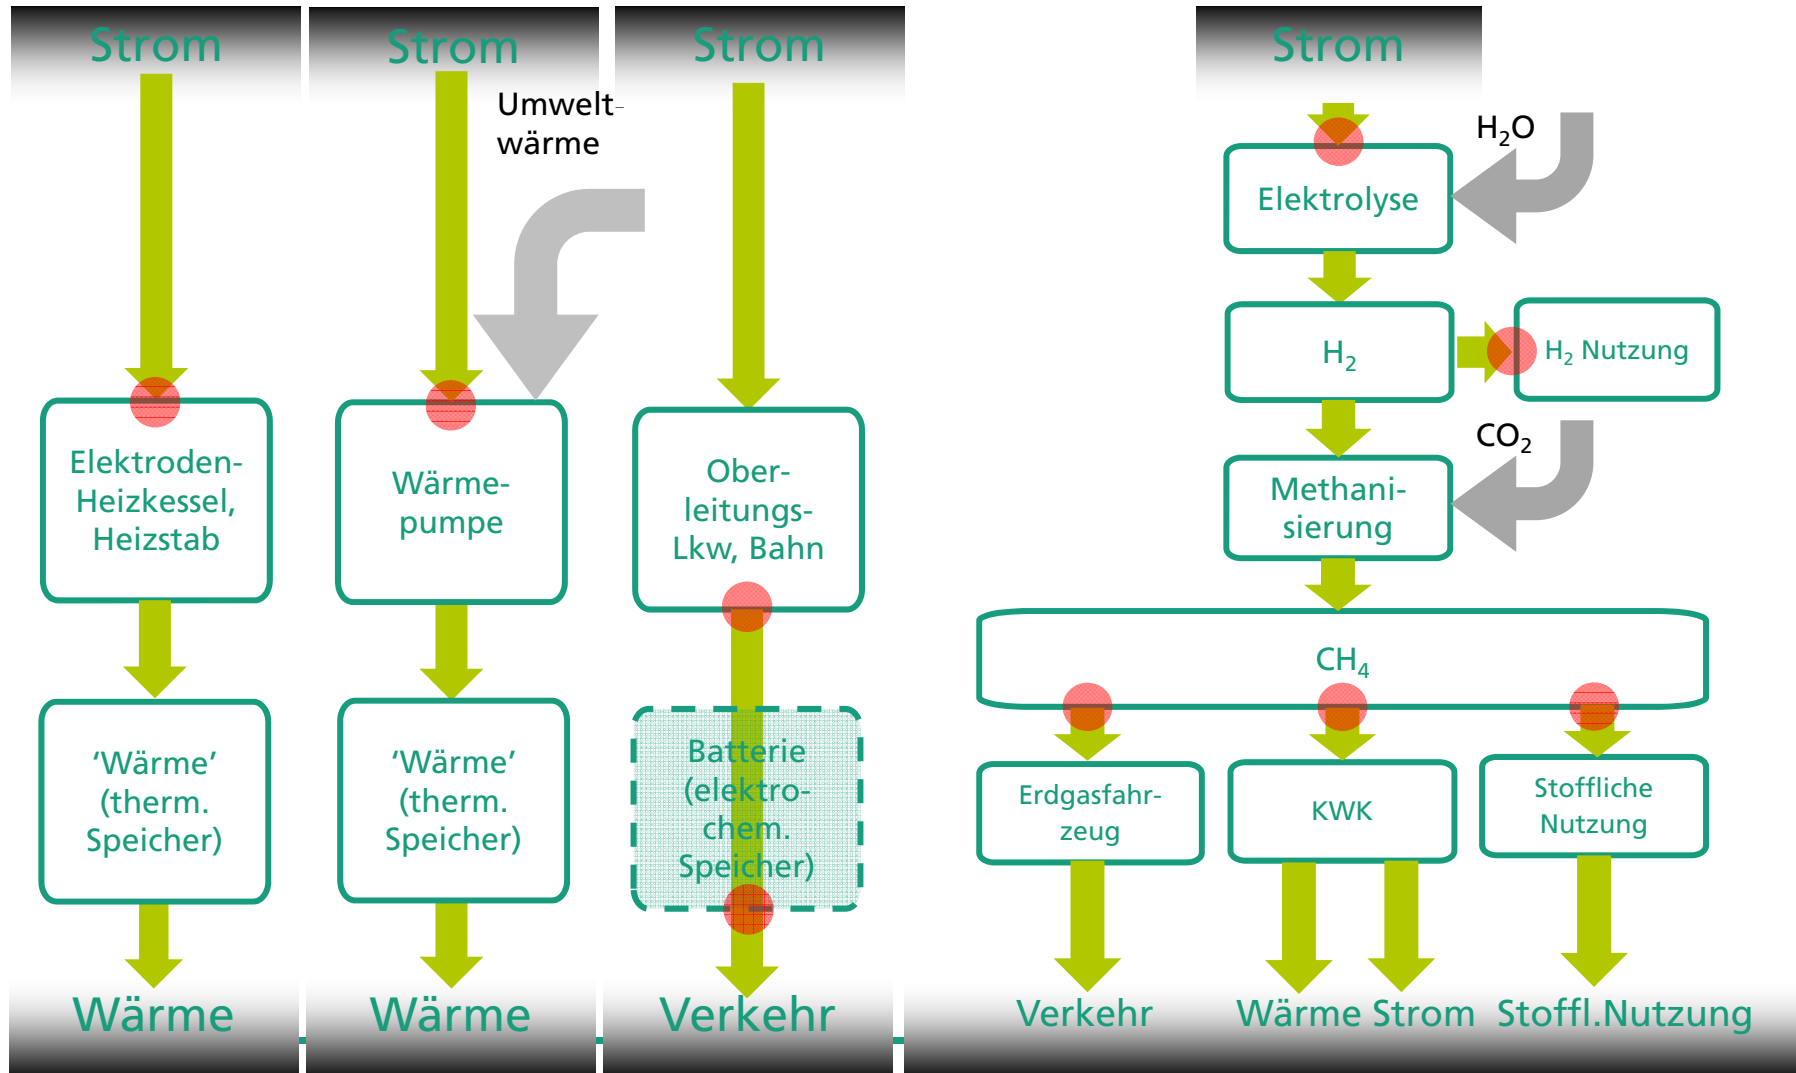 Strom
Umwelt-
wärme
Elektroden-
Heizkessel,
Heizstab
‘Wärme’
(therm.
Speicher)
Wärme
Strom
Wärme-
pumpe
‘Wärme’
(therm.
Speicher)
Wärme
Strom
Ober-
leitungs-
Lkw, Bahn
Batterie
(elektro-
chem.
Speicher)
Verkehr
Strom
H₂O
Elektrolyse
H₂
H₂ Nutzung
CO₂
Methani-
sierung
CH₄
Erdgasfahr-
zeug
KWK
Stoffliche
Nutzung
Verkehr
Wärme Strom
Stoffl.Nutzung